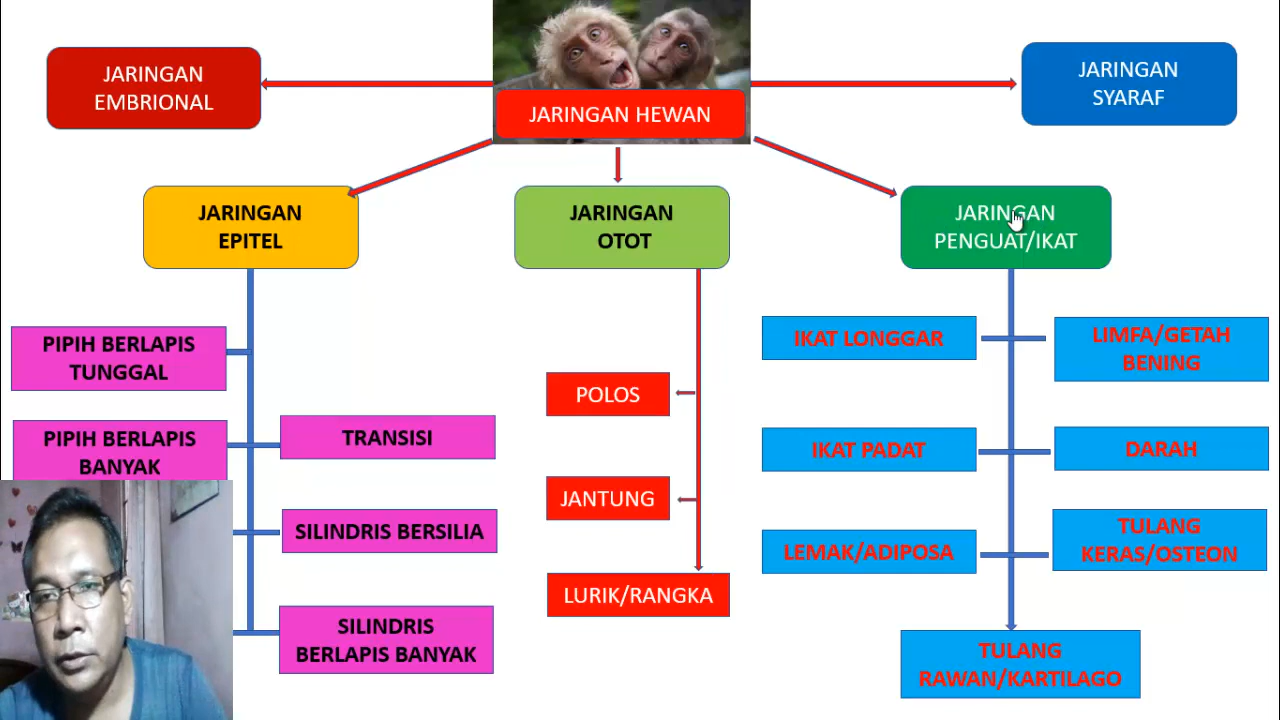 JARINGAN
EMBRIONAL
JARINGAN HEWAN
JARINGAN
SYARAF
JARINGAN
EPITEL
JARINGAN
OTOT
JARINGAN
PENGUAT/IKAT
PIPIH BERLAPIS
TUNGGAL
PIPIH BERLAPIS
BANYAK
TRANSISI
SILINDRIS BERSILIA
SILINDRIS
BERLAPIS BANYAK
POLOS
JANTUNG
LURIK/RANGKA
IKAT LONGGAR
LIMFA/GETAH
BENING
IKAT PADAT
DARAH
LEMAK/ADIPOSA
TULANG
KERAS/OSTEON
TULANG
RAWAN/KARTILAGO